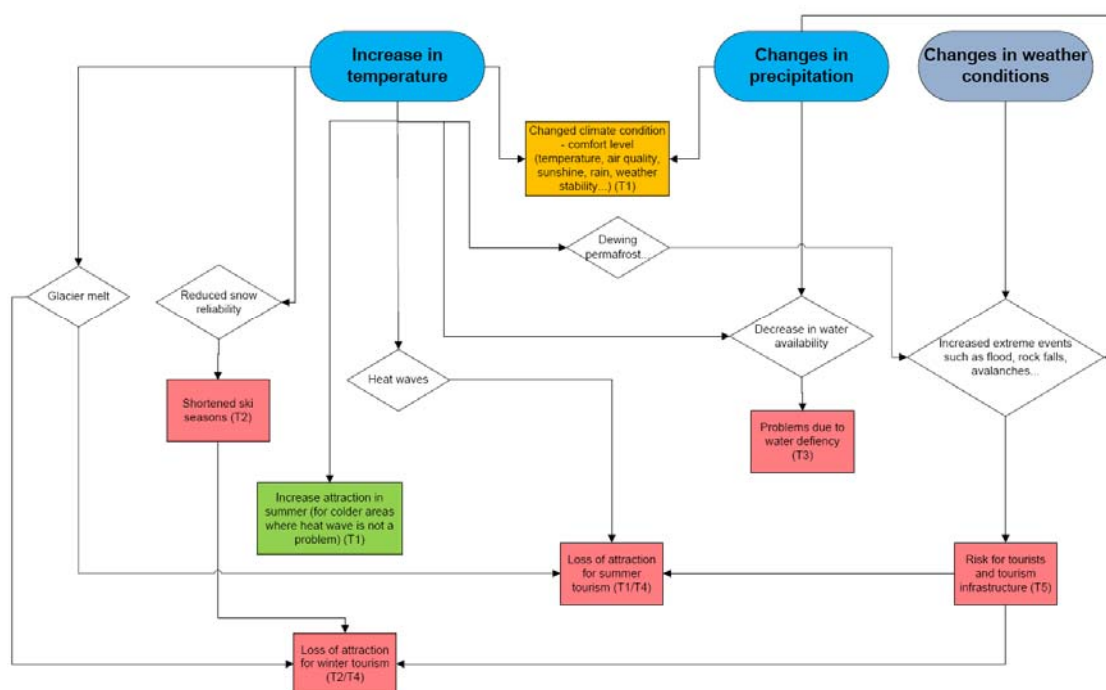 Increase in
temperature
Changes in
precipitation
Changes in weather
conditions
Changed climate condition
- comfort level
(temperature, air quality,
sunshine, rain, weather
stability...) (T1)
Dewing
permafrost...
Glacier melt
Reduced snow
reliability
Decrease in water
availability
Increased extreme events
such as flood, rock falls,
avalanches...
Heat waves
Shortened ski
seasons (T2)
Problems due to
water defiency
(T3)
Increase attraction in
summer (for colder areas
where heat wave is not a
problem) (T1)
Loss of attraction
for summer
tourism (T1/T4)
Risk for tourists
and tourism
infrastructure (T5)
Loss of attraction
for winter tourism
(T2/T4)